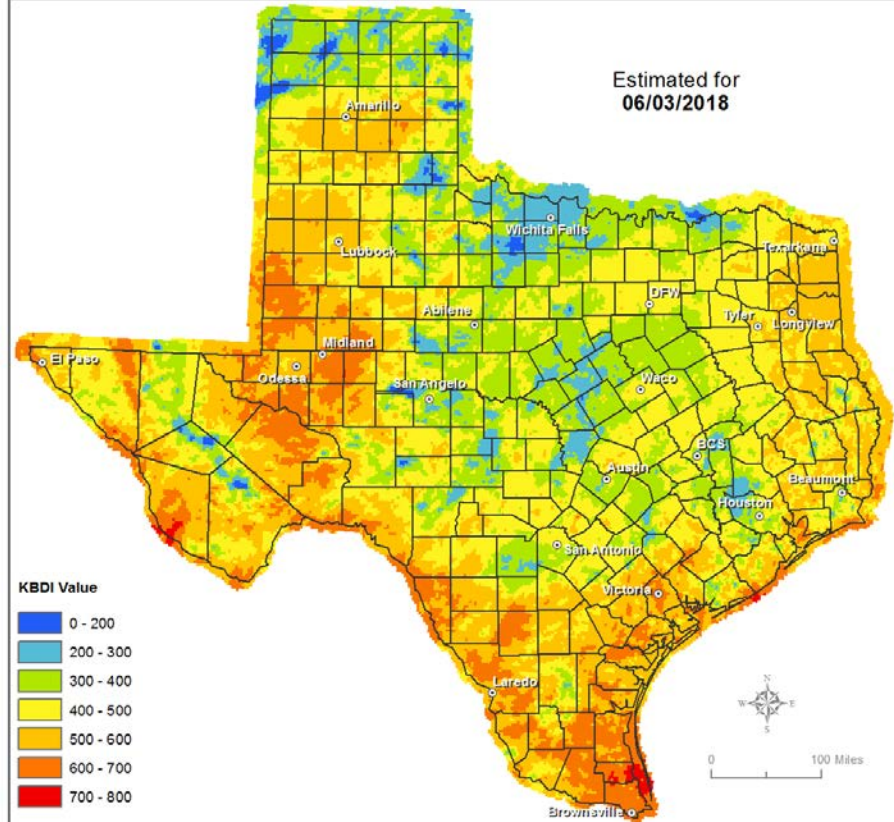 Estimated for
06/03/2018
Amarillo
Wichita Falls
Lubbock
Texarkana
DFW
Abilene
Tyler
Longview
Midland
El Paso
Odessa
San Angelo
Waco
BCS
Austin
Beaumont
Houston
San Antonio
Victoria
Laredo
Brownsville
KBDI Value
0 - 200
200 - 300
300 - 400
400 - 500
500 - 600
600 - 700
700 - 800
N
W E
S
0 100 Miles